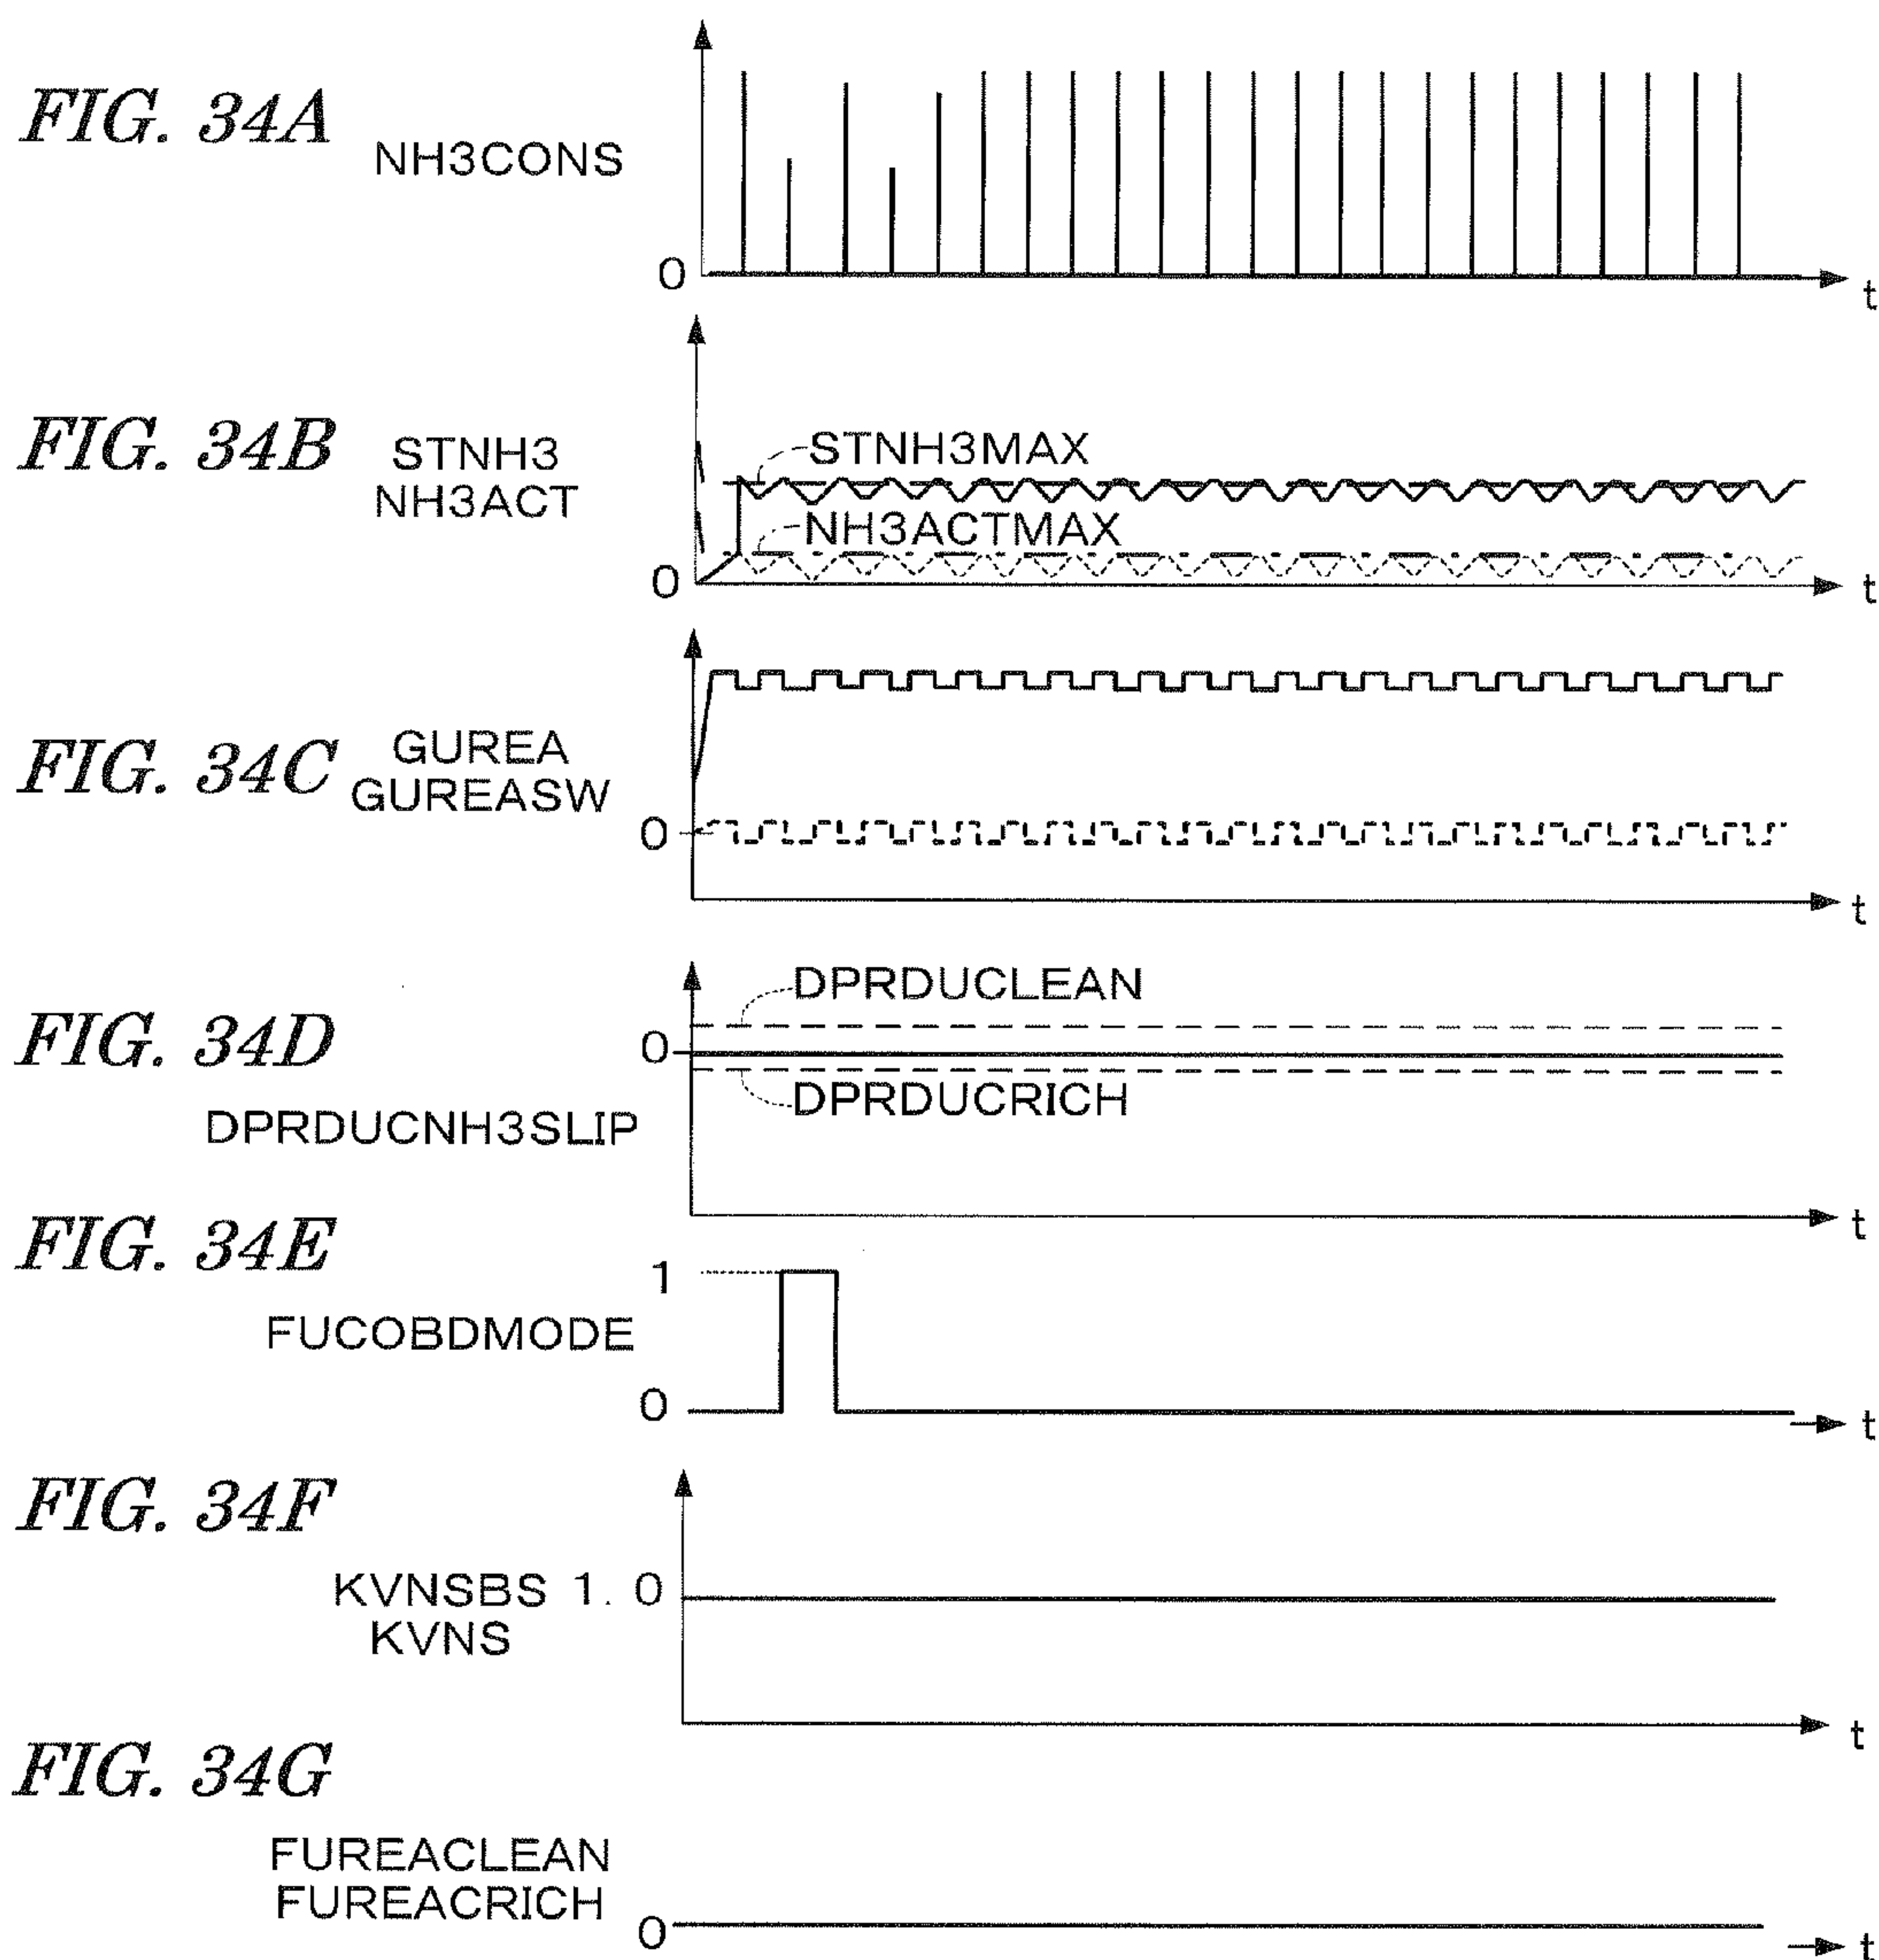 FIG. 34A
NH3CONS
0
t
FIG. 34B
STNH3
NH3ACT
STNH3MAX
NH3ACTMAX
0
t
FIG. 34C
GUREA
GUREASW
0
t
FIG. 34D
DPRDUCLEAN
0
DPRDUCRICH
DPRDUCNH3SLIP
t
FIG. 34E
1
FUCOBDMODE
0
t
FIG. 34F
KVNSBS 1. 0
KVNS
t
FIG. 34G
FUREACLEAN
FUREACRICH
0
t